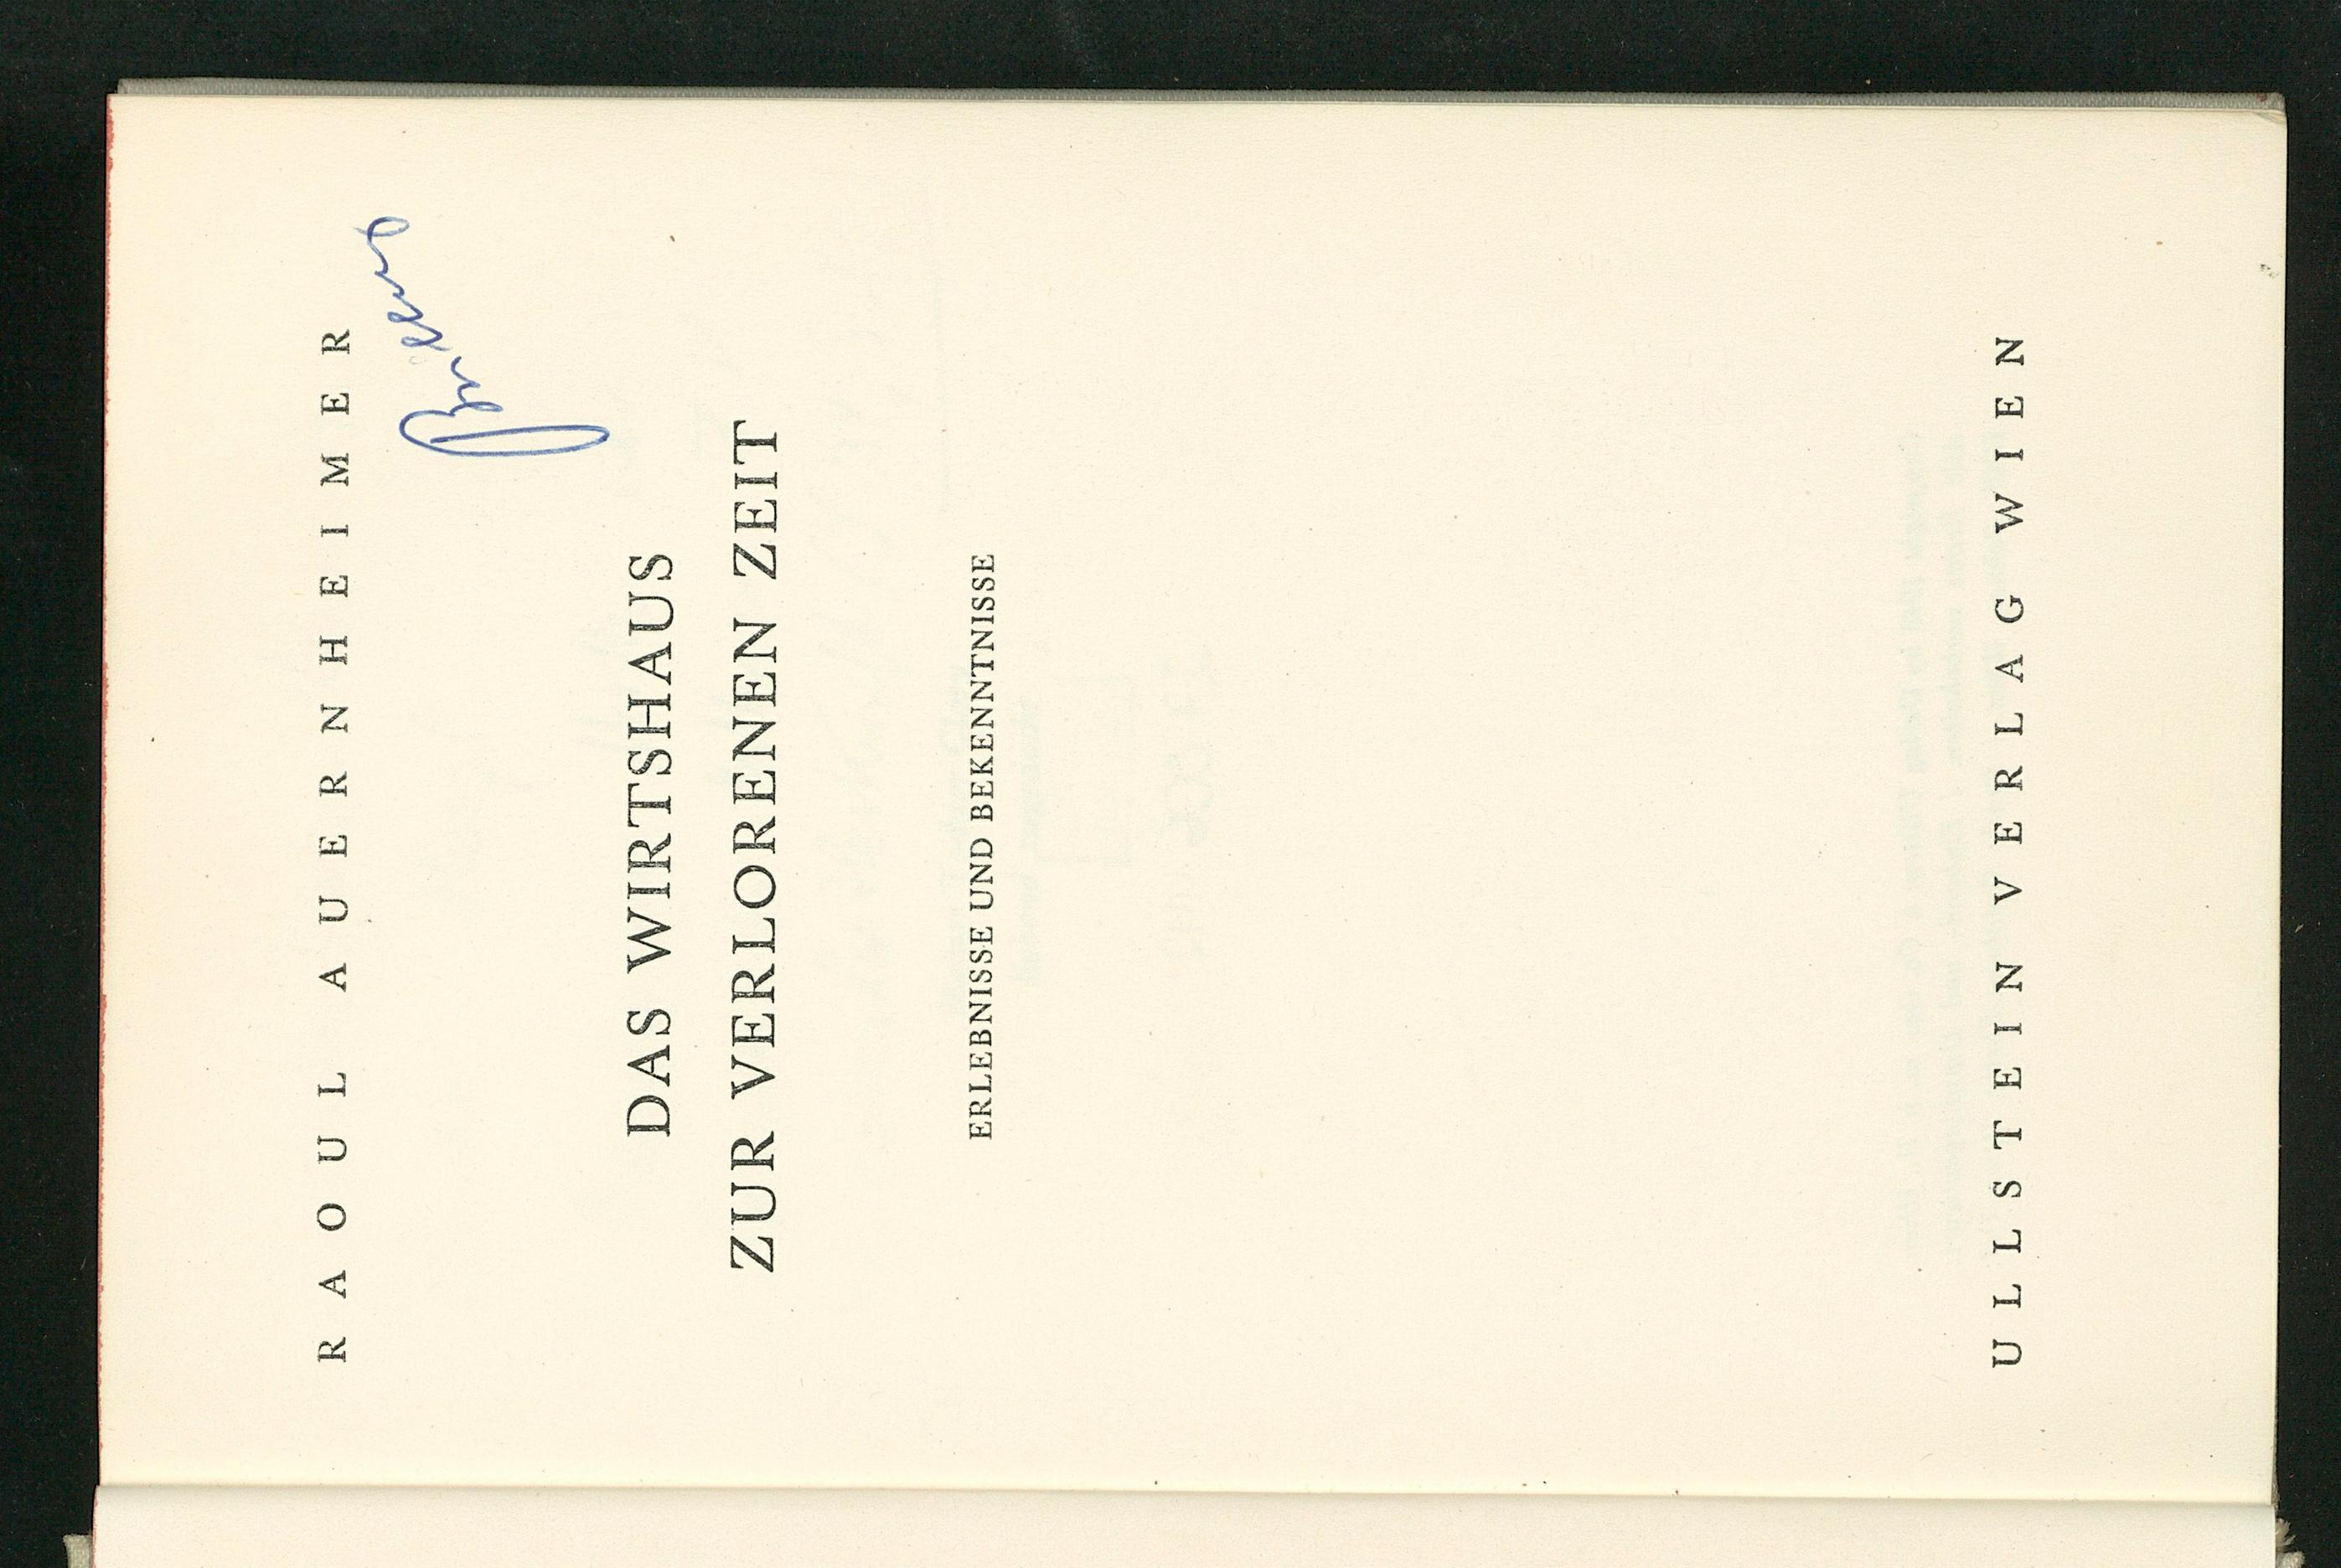 RAOUL AUERNHEIMER
DAS WIRTSHAUS
ZUR VERLORENEN ZEIT
ERLEBNISSE UND BEKENNTNISSE
ULLSTEIN VERLAG WIEN